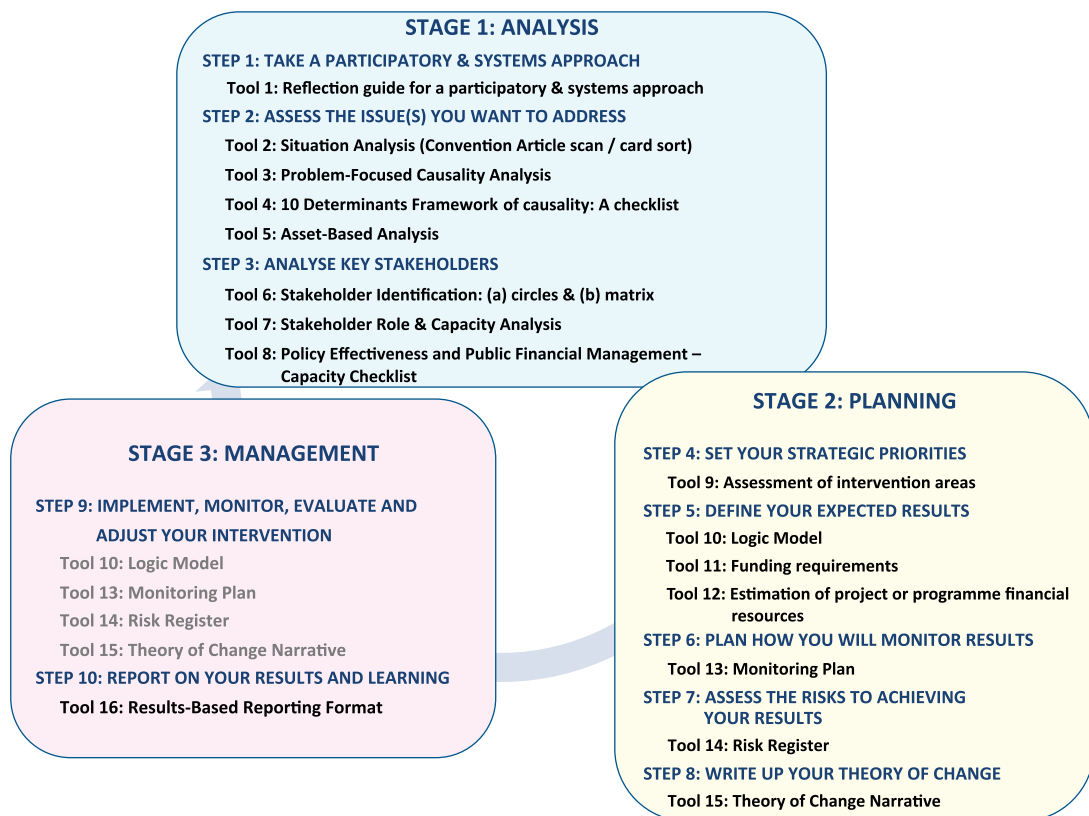 STAGE 1: ANALYSIS
STEP 1: TAKE A PARTICIPATORY & SYSTEMS APPROACH
Tool 1: Reflection guide for a participatory & systems approach
STEP 2: ASSESS THE ISSUE(S) YOU WANT TO ADDRESS
Tool 2: Situation Analysis (Convention Article scan / card sort)
Tool 3: Problem-Focused Causality Analysis
Tool 4: 10 Determinants Framework of causality: A checklist
Tool 5: Asset-Based Analysis
STEP 3: ANALYSE KEY STAKEHOLDERS
Tool 6: Stakeholder Identification: (a) circles & (b) matrix
Tool 7: Stakeholder Role & Capacity Analysis
Tool 8: Policy Effectiveness and Public Financial Management –
Capacity Checklist
STAGE 2: PLANNING
STEP 4: SET YOUR STRATEGIC PRIORITIES
Tool 9: Assessment of intervention areas
STEP 5: DEFINE YOUR EXPECTED RESULTS
Tool 10: Logic Model
Tool 11: Funding requirements
Tool 12: Estimation of project or programme financial
resources
STEP 6: PLAN HOW YOU WILL MONITOR RESULTS
Tool 13: Monitoring Plan
STEP 7: ASSESS THE RISKS TO ACHIEVING
YOUR RESULTS
Tool 14: Risk Register
STEP 8: WRITE UP YOUR THEORY OF CHANGE
Tool 15: Theory of Change Narrative
STAGE 3: MANAGEMENT
STEP 9: IMPLEMENT, MONITOR, EVALUATE AND
ADJUST YOUR INTERVENTION
Tool 10: Logic Model
Tool 13: Monitoring Plan
Tool 14: Risk Register
Tool 15: Theory of Change Narrative
STEP 10: REPORT ON YOUR RESULTS AND LEARNING
Tool 16: Results-Based Reporting Format